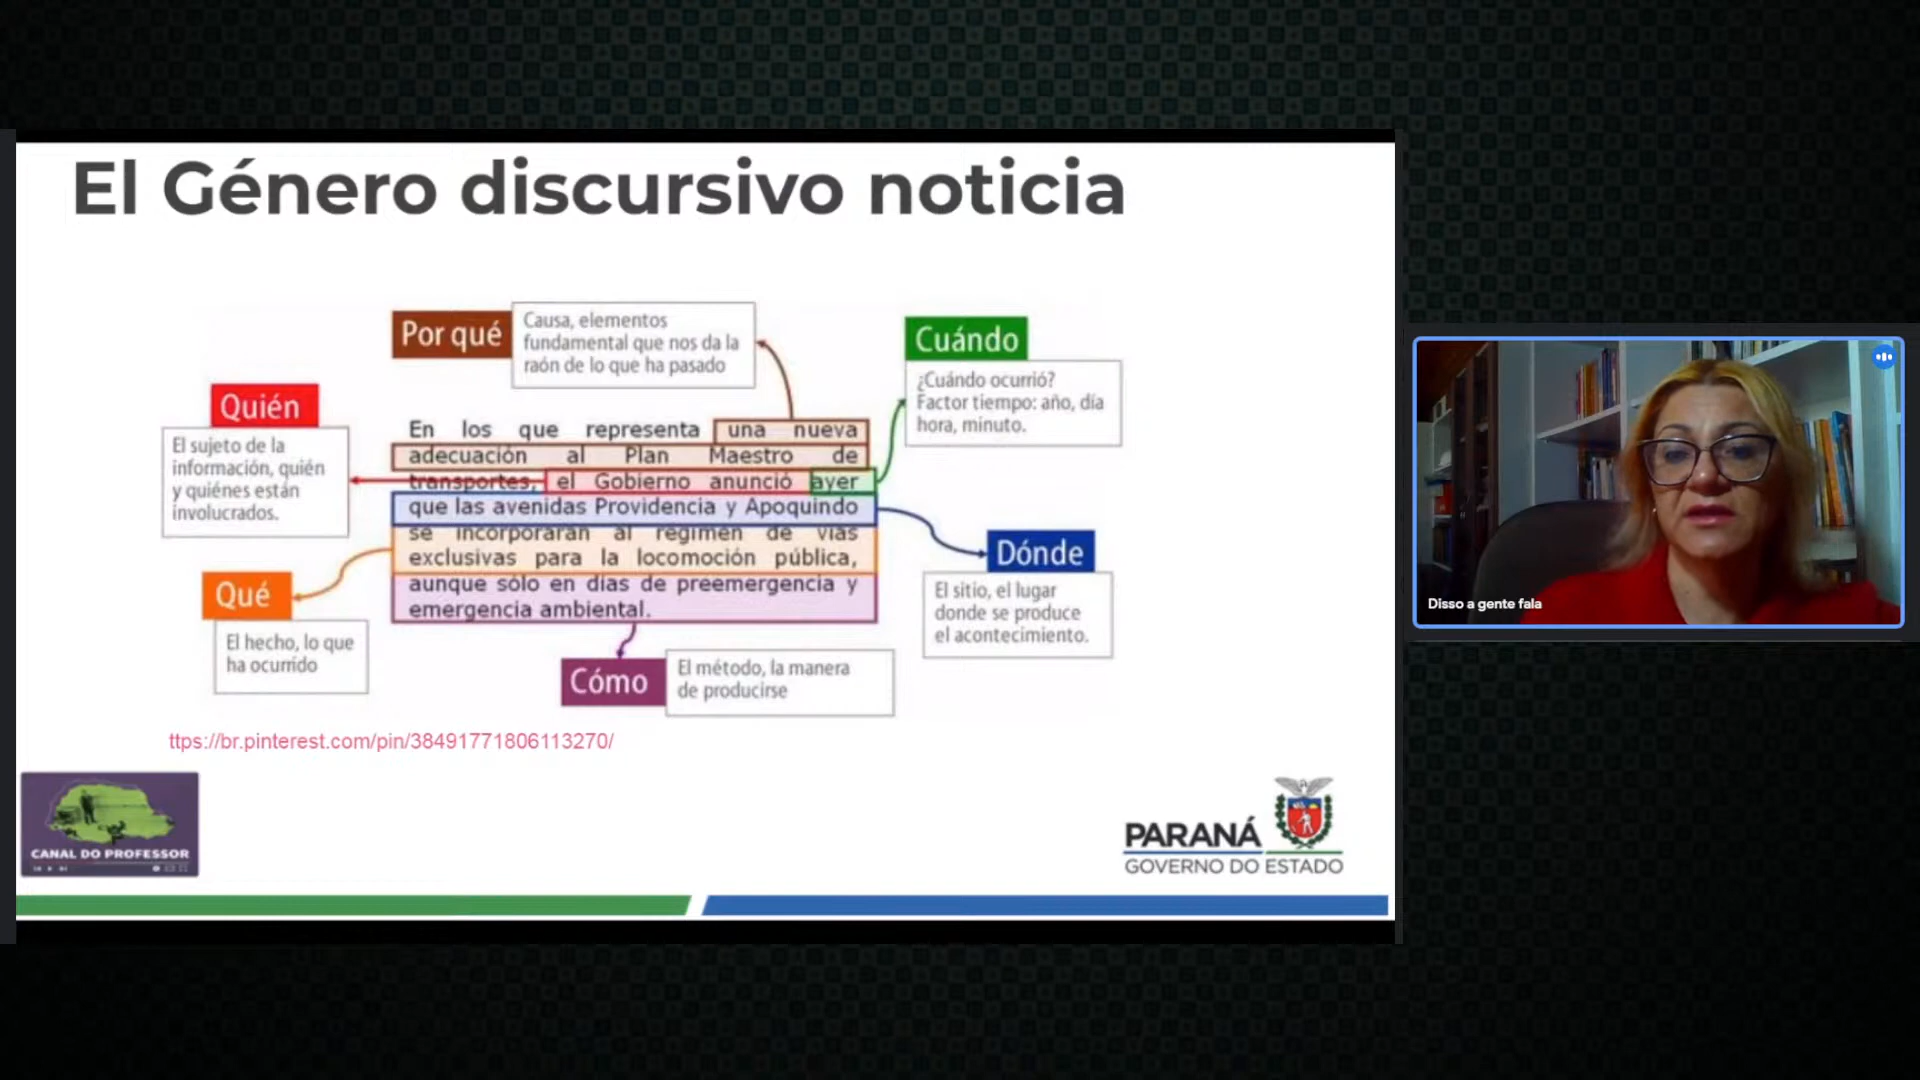 El Género discursivo noticia
Por qué
Causa, elementos
fundamental que nos da la
raón de lo que ha pasado
Cuándo
¿Cuándo ocurrió?
Factor tiempo: año, día
hora, minuto.
Quién
El sujeto de la
información, quién
y quiénes están
involucrados.
En los que representa una nueva
adecuación al Plan Maestro de
transportes, el Gobierno anunció ayer
que las avenidas Providencia y Apoquindo
se incorporarán al régimen de vías
exclusivas para la locomoción pública,
aunque sólo en días de preemergencia y
emergencia ambiental.
Dónde
El sitio, el lugar
donde se produce
el acontecimiento.
Qué
El hecho, lo que
ha ocurrido
Cómo
El método, la manera
de producirse
ttps://br.pinterest.com/pin/38491771806113270/
CANAL DO PROFESSOR
PARANÁ
GOVERNO DO ESTADO
Disso a gente fala